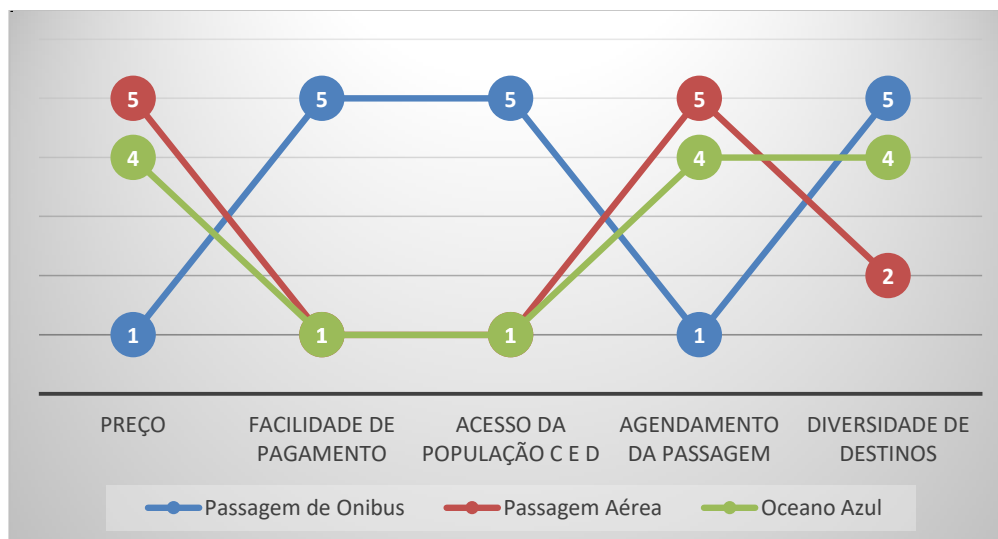 5 5 5 5 5
4 4 4
2
1 1 1 1
PREÇO
FACILIDADE DE
PAGAMENTO
ACESSO DA
POPULAÇÃO C E D
AGENDAMENTO
DA PASSAGEM
DIVERSIDADE DE
DESTINOS
Passagem de Onibus
Passagem Aérea
Oceano Azul